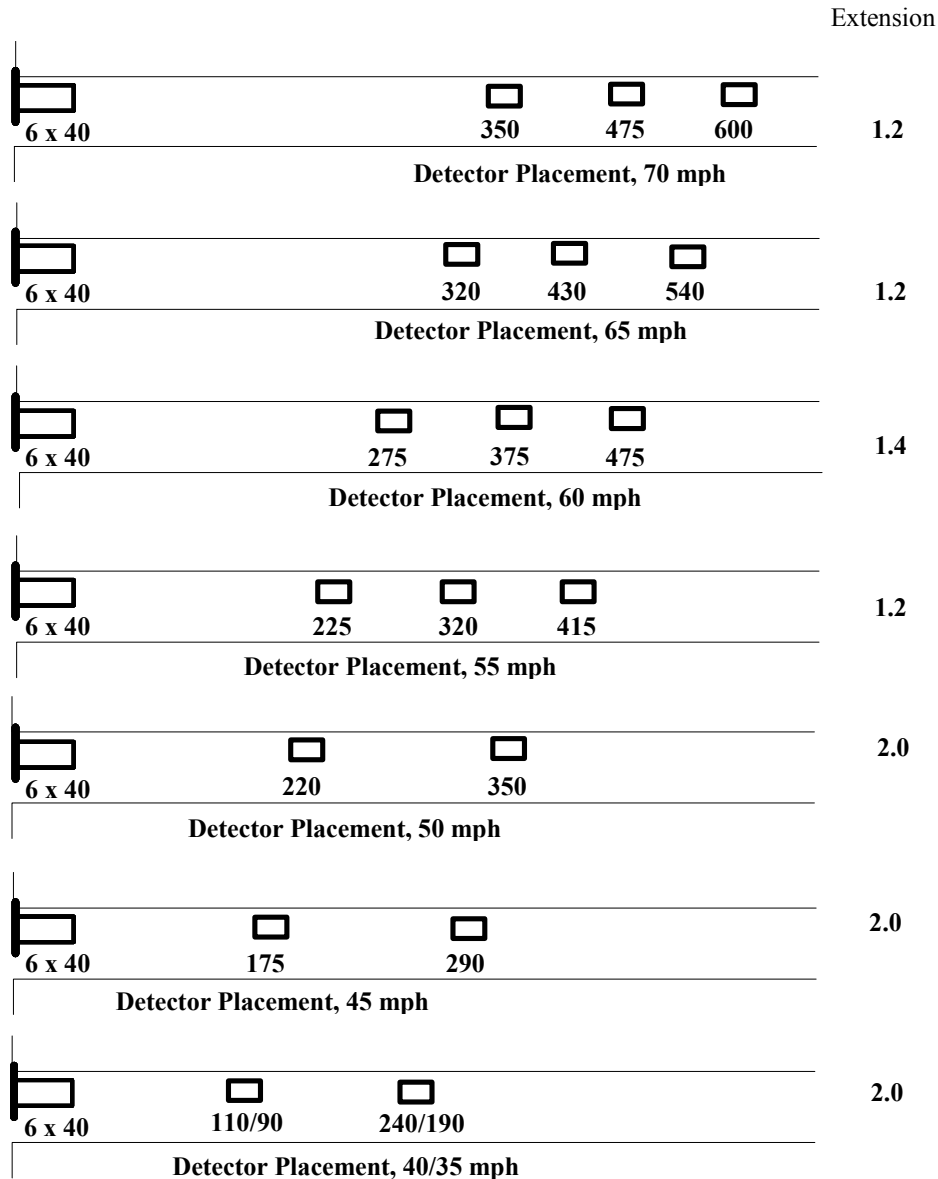 Extension
6 x 40 350 475 600 1.2
Detector Placement, 70 mph
6 x 40 320 430 540 1.2
Detector Placement, 65 mph
6 x 40 275 375 475 1.4
Detector Placement, 60 mph
6 x 40 225 320 415 1.2
Detector Placement, 55 mph
6 x 40 220 350 2.0
Detector Placement, 50 mph
6 x 40 175 290 2.0
Detector Placement, 45 mph
6 x 40 110/90 240/190 2.0
Detector Placement, 40/35 mph